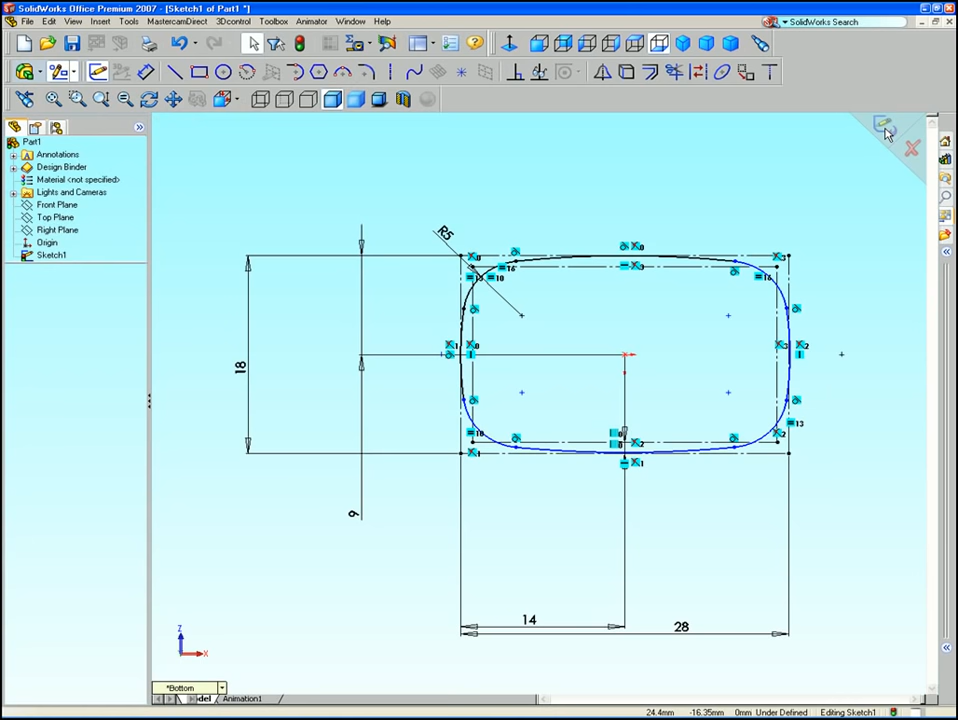 SolidWorks Office Premium 2007 - [Sketch1 of Part1 *]
File Edit View Insert Tools MastercamDirect 3Dcontrol Toolbox Animator Window Help
SolidWorks Search
Part1
Annotations
Design Binder
Material <not specified>
Lights and Cameras
Front Plane
Top Plane
Right Plane
Origin
Sketch1
R5
18
9
14
28
Z
X
*Bottom
Animation1
24.4mm -16.35mm 0mm Under Defined Editing Sketch1